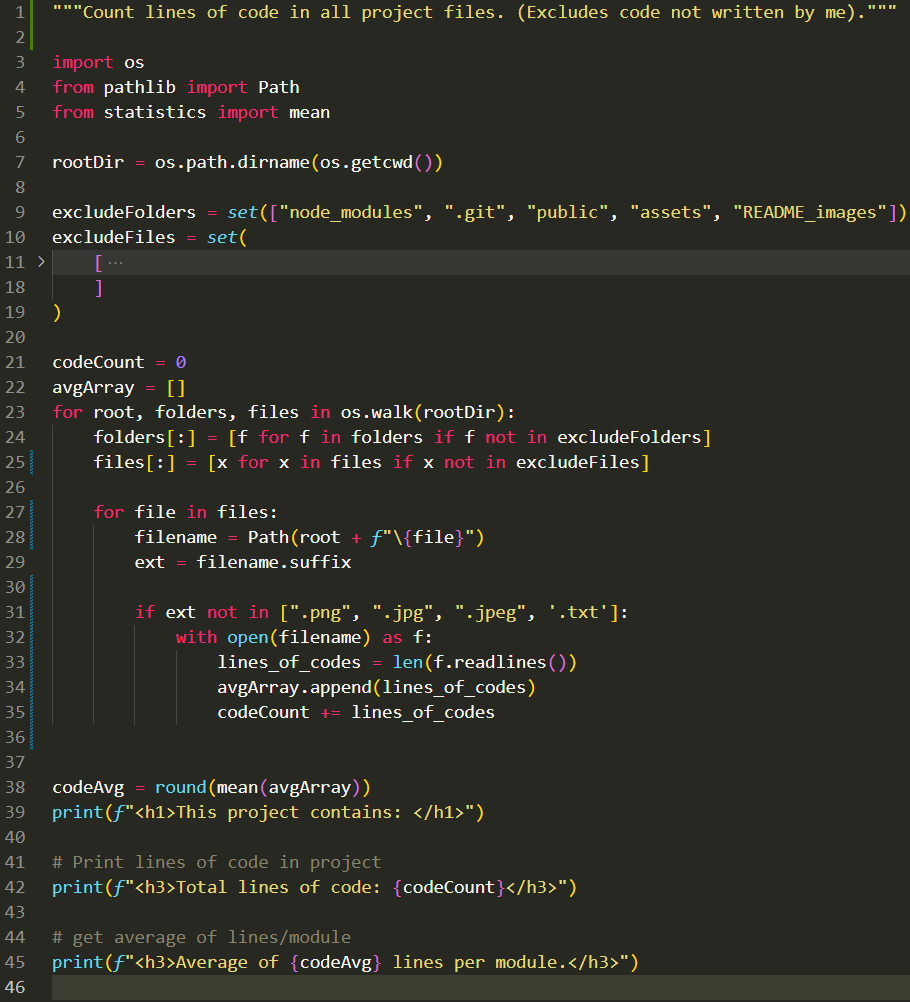 1 """Count lines of code in all project files. (Excludes code not written by me)."""
2
3 import os
4 from pathlib import Path
5 from statistics import mean
6
7 rootDir = os.path.dirname(os.getcwd())
8
9 excludeFolders = set(["node_modules", ".git", "public", "assets", "README_images"])
10 excludeFiles = set(
11 > [ ···
18 ]
19 )
20
21 codeCount = 0
22 avgArray = []
23 for root, folders, files in os.walk(rootDir):
24 folders[:] = [f for f in folders if f not in excludeFolders]
25 files[:] = [x for x in files if x not in excludeFiles]
26
27 for file in files:
28 filename = Path(root + f"\{file}")
29 ext = filename.suffix
30
31 if ext not in [".png", ".jpg", ".jpeg", '.txt']:
32 with open(filename) as f:
33 lines_of_codes = len(f.readlines())
34 avgArray.append(lines_of_codes)
35 codeCount += lines_of_codes
36
37
38 codeAvg = round(mean(avgArray))
39 print(f"<h1>This project contains: </h1>")
40
41 # Print lines of code in project
42 print(f"<h3>Total lines of code: {codeCount}</h3>")
43
44 # get average of lines/module
45 print(f"<h3>Average of {codeAvg} lines per module.</h3>")
46